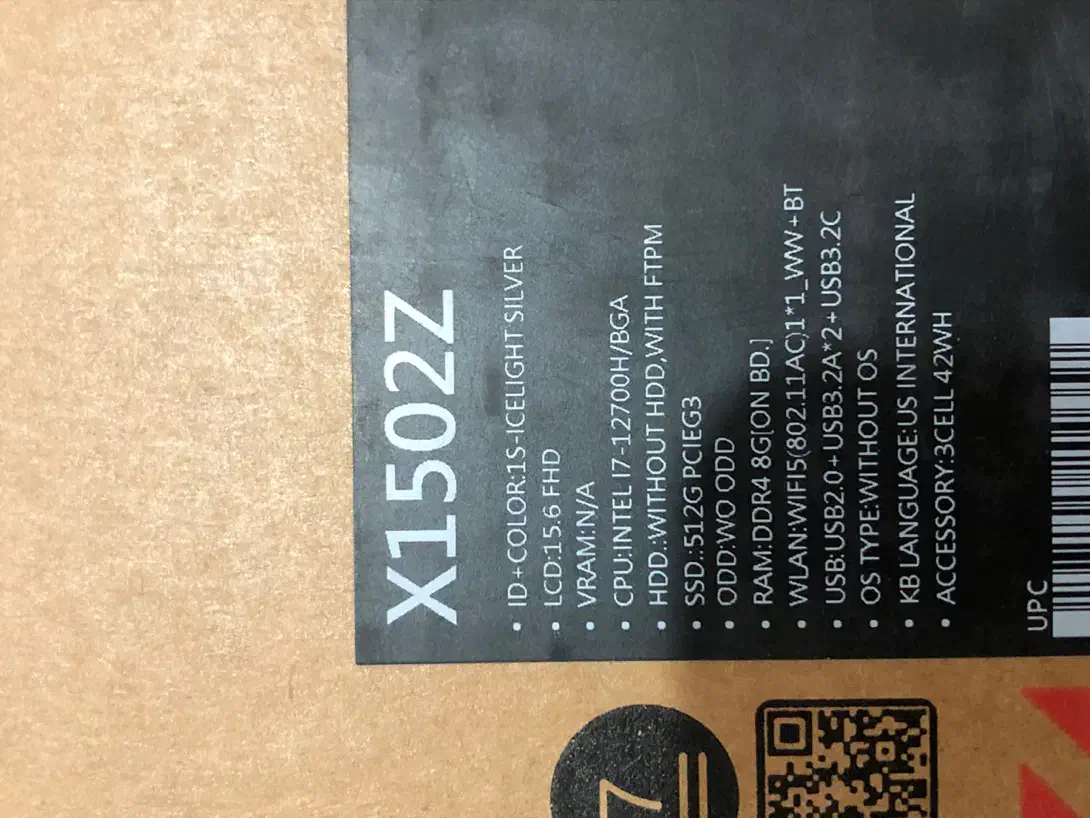 X1502Z
• ID+COLOR:1S-ICELIGHT SILVER
• LCD:15.6 FHD
• VRAM:N/A
• CPU:INTEL I7-12700H/BGA
• HDD.:WITHOUT HDD,WITH FTPM
• SSD.:512G PCIEG3
• ODD:WO ODD
• RAM:DDR4 8G[ON BD.]
• WLAN:WIFI5(802.11AC)1*1_WW+BT
• USB:USB2.0+USB3.2A*2+USB3.2C
• OS TYPE:WITHOUT OS
• KB LANGUAGE:US INTERNATIONAL
• ACCESSORY:3CELL 42WH
UPC
7